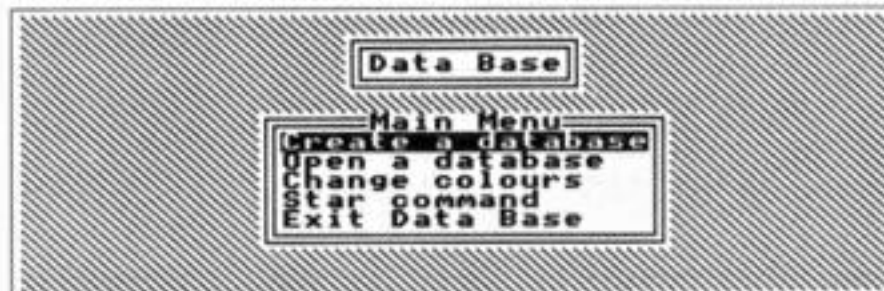 Data Base
Main Menu
Create a database
Open a database
Change colours
Star command
Exit Data Base